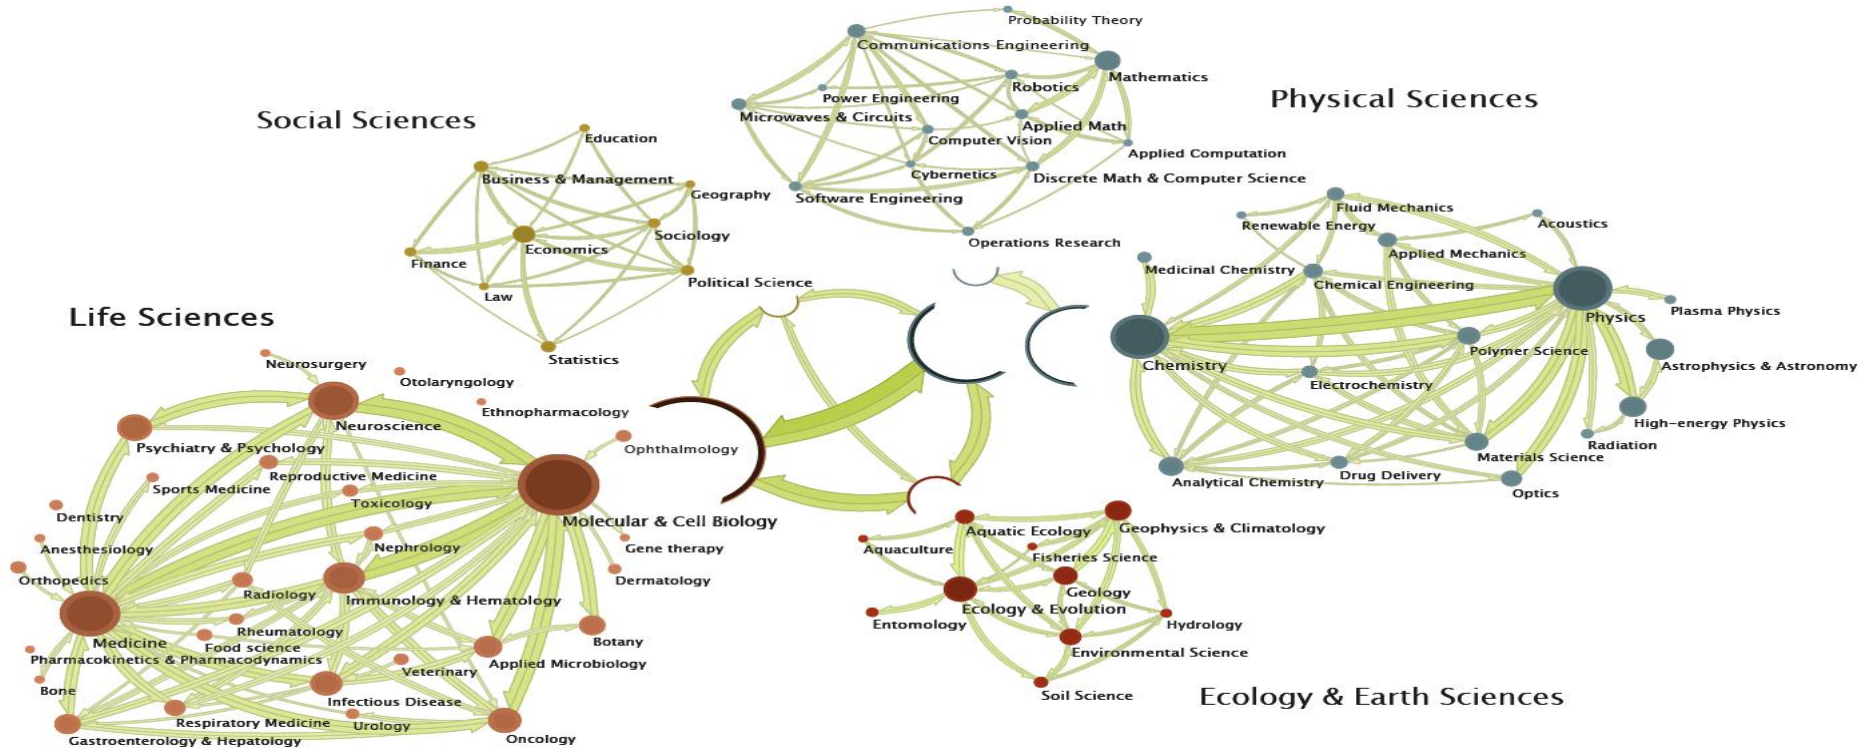 Probability Theory
Communications Engineering
Mathematics
Robotics
Power Engineering
Physical Sciences
Social Sciences
Microwaves & Circuits
Applied Math
Education
Computer Vision
Applied Computation
Business & Management
Cybernetics
Discrete Math & Computer Science
Geography
Software Engineering
Fluid Mechanics
Renewable Energy
Acoustics
Sociology
Operations Research
Economics
Applied Mechanics
Finance
Medicinal Chemistry
Political Science
Chemical Engineering
Law
Plasma Physics
Life Sciences
Physics
Polymer Science
Statistics
Neurosurgery
Chemistry
Astrophysics & Astronomy
Otolaryngology
Electrochemistry
Ethnopharmacology
Neuroscience
High-energy Physics
Psychiatry & Psychology
Ophthalmology
Radiation
Materials Science
Reproductive Medicine
Drug Delivery
Sports Medicine
Analytical Chemistry
Optics
Toxicology
Dentistry
Molecular & Cell Biology
Geophysics & Climatology
Aquatic Ecology
Nephrology
Gene therapy
Anesthesiology
Aquaculture
Fisheries Science
Orthopedics
Dermatology
Radiology
Immunology & Hematology
Geology
Ecology & Evolution
Entomology
Hydrology
Rheumatology
Medicine
Food science
Botany
Environmental Science
Pharmacokinetics & Pharmacodynamics
Applied Microbiology
Veterinary
Bone
Soil Science
Ecology & Earth Sciences
Infectious Disease
Respiratory Medicine
Urology
Gastroenterology & Hepatology
Oncology